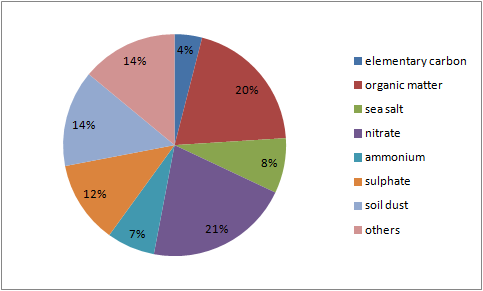 4%
20%
8%
21%
7%
12%
14%
14%
elementary carbon
organic matter
sea salt
nitrate
ammonium
sulphate
soil dust
others